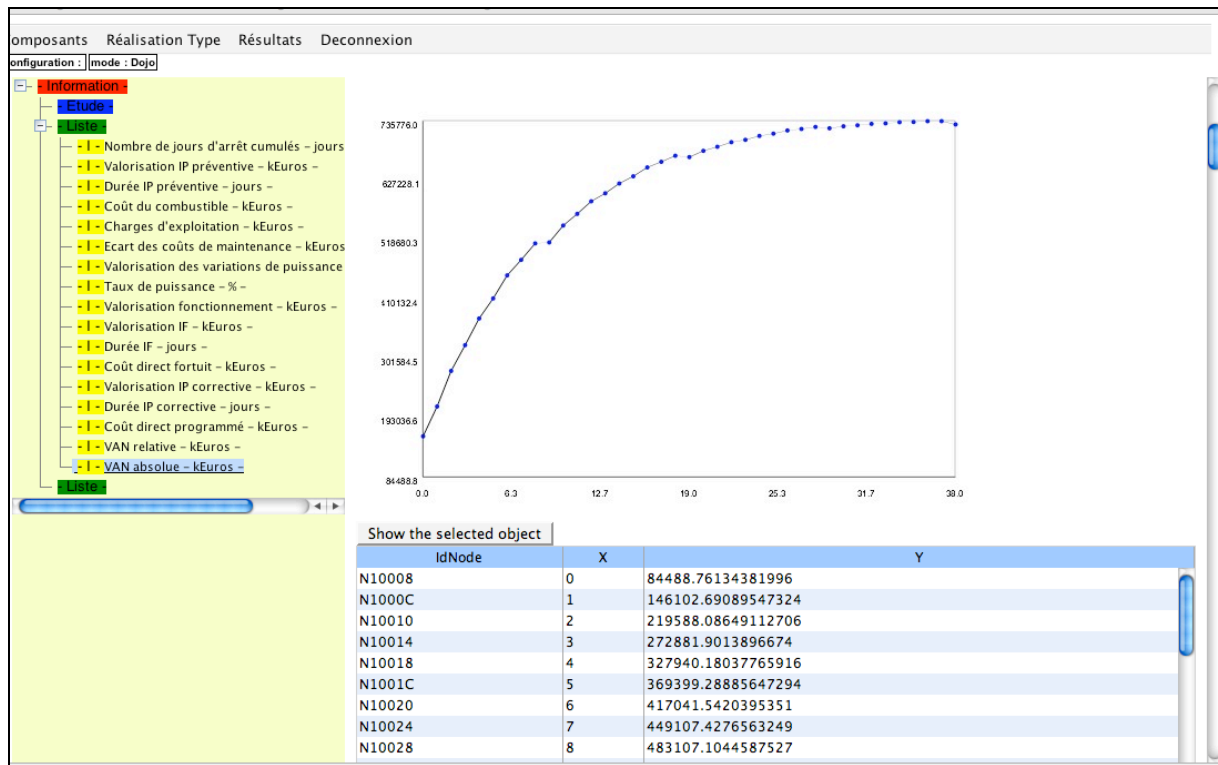 omposants Réalisation Type Résultats Deconnexion
onfiguration : mode : Dojo
- Information -
- Etude -
- Liste -
- I - Nombre de jours d'arrêt cumulés – jours
- I - Valorisation IP préventive – kEuros –
- I - Durée IP préventive – jours –
- I - Coût du combustible – kEuros –
- I - Charges d'exploitation – kEuros –
- I - Ecart des coûts de maintenance – kEuros
- I - Valorisation des variations de puissance
- I - Taux de puissance – % –
- I - Valorisation fonctionnement – kEuros –
- I - Valorisation IF – kEuros –
- I - Durée IF – jours –
- I - Coût direct fortuit – kEuros –
- I - Valorisation IP corrective – kEuros –
- I - Durée IP corrective – jours –
- I - Coût direct programmé – kEuros –
- I - VAN relative – kEuros –
- I - VAN absolue – kEuros –
- Liste -
735776.0
627228.1
518680.3
410132.4
301584.5
193036.6
84488.8
0.0 6.3 12.7 19.0 25.3 31.7 38.0
Show the selected object
IdNode X Y
N10008 0 84488.76134381996
N1000C 1 146102.69089547324
N10010 2 219588.08649112706
N10014 3 272881.9013896674
N10018 4 327940.18037765916
N1001C 5 369399.28885647294
N10020 6 417041.5420395351
N10024 7 449107.4276563249
N10028 8 483107.1044587527